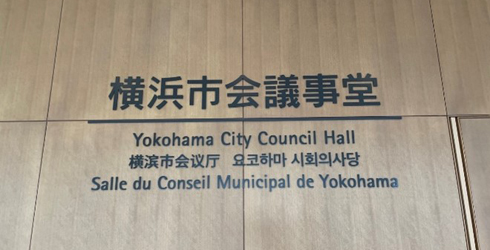 横浜市会議事堂
Yokohama City Council Hall
横滨市会议厅 요코하마 시회의사당
Salle du Conseil Municipal de Yokohama